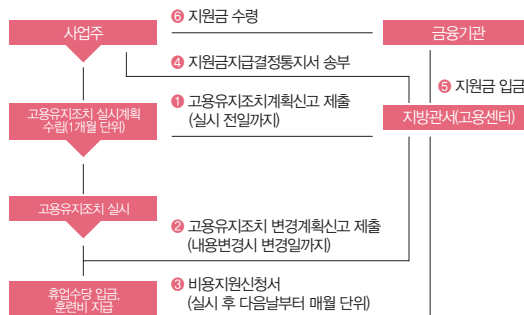 ❻ 지원금 수령
사업주
금융기관
❹ 지원금지급결정통지서 송부
❺ 지원금 입금
❶ 고용유지조치계획신고 제출
(실시 전일까지)
고용유지조치 실시계획
수립(1개월 단위)
지방관서(고용센터)
고용유지조치 실시
❷ 고용유지조치 변경계획신고 제출
(내용변경시 변경일까지)
❸ 비용지원신청서
(실시 후 다음날부터 매월 단위)
휴업수당 입금,
훈련비 지급